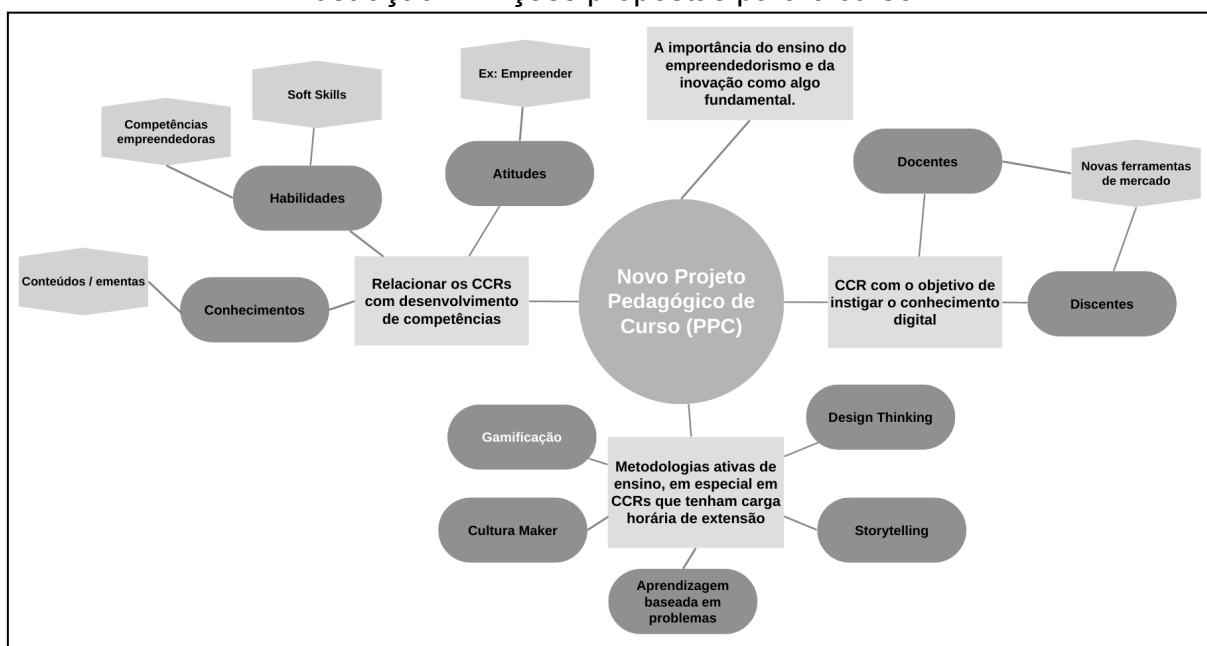 A importância do ensino do
empreendedorismo e da
inovação como algo
fundamental.
Ex: Empreender
Soft Skills
Competências
empreendedoras
Habilidades
Atitudes
Docentes
Novas ferramentas
de mercado
Conteúdos / ementas
Conhecimentos
Relacionar os CCRs
com desenvolvimento
de competências
Novo Projeto
Pedagógico de
Curso (PPC)
CCR com o objetivo de
instigar o conhecimento
digital
Discentes
Gamificação
Design Thinking
Metodologias ativas de
ensino, em especial em
CCRs que tenham carga
horária de extensão
Cultura Maker
Storytelling
Aprendizagem
baseada em
problemas